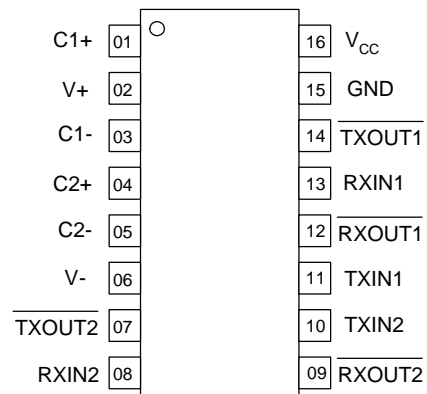 C1+ 01 16 VCC
V+ 02 15 GND
C1- 03 14 TXOUT1
C2+ 04 13 RXIN1
C2- 05 12 RXOUT1
V- 06 11 TXIN1
TXOUT2 07 10 TXIN2
RXIN2 08 09 RXOUT2